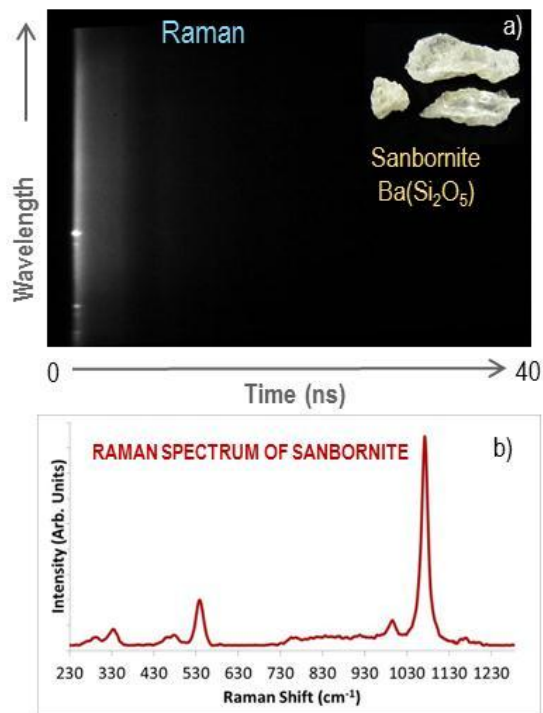 Raman
a)
Sanbornite
Ba(Si₂O₅)
Wavelength
0
40
Time (ns)
RAMAN SPECTRUM OF SANBORNITE
b)
Intensity (Arb. Units)
230 330 430 530 630 730 830 930 1030 1130 1230
Raman Shift (cm⁻¹)